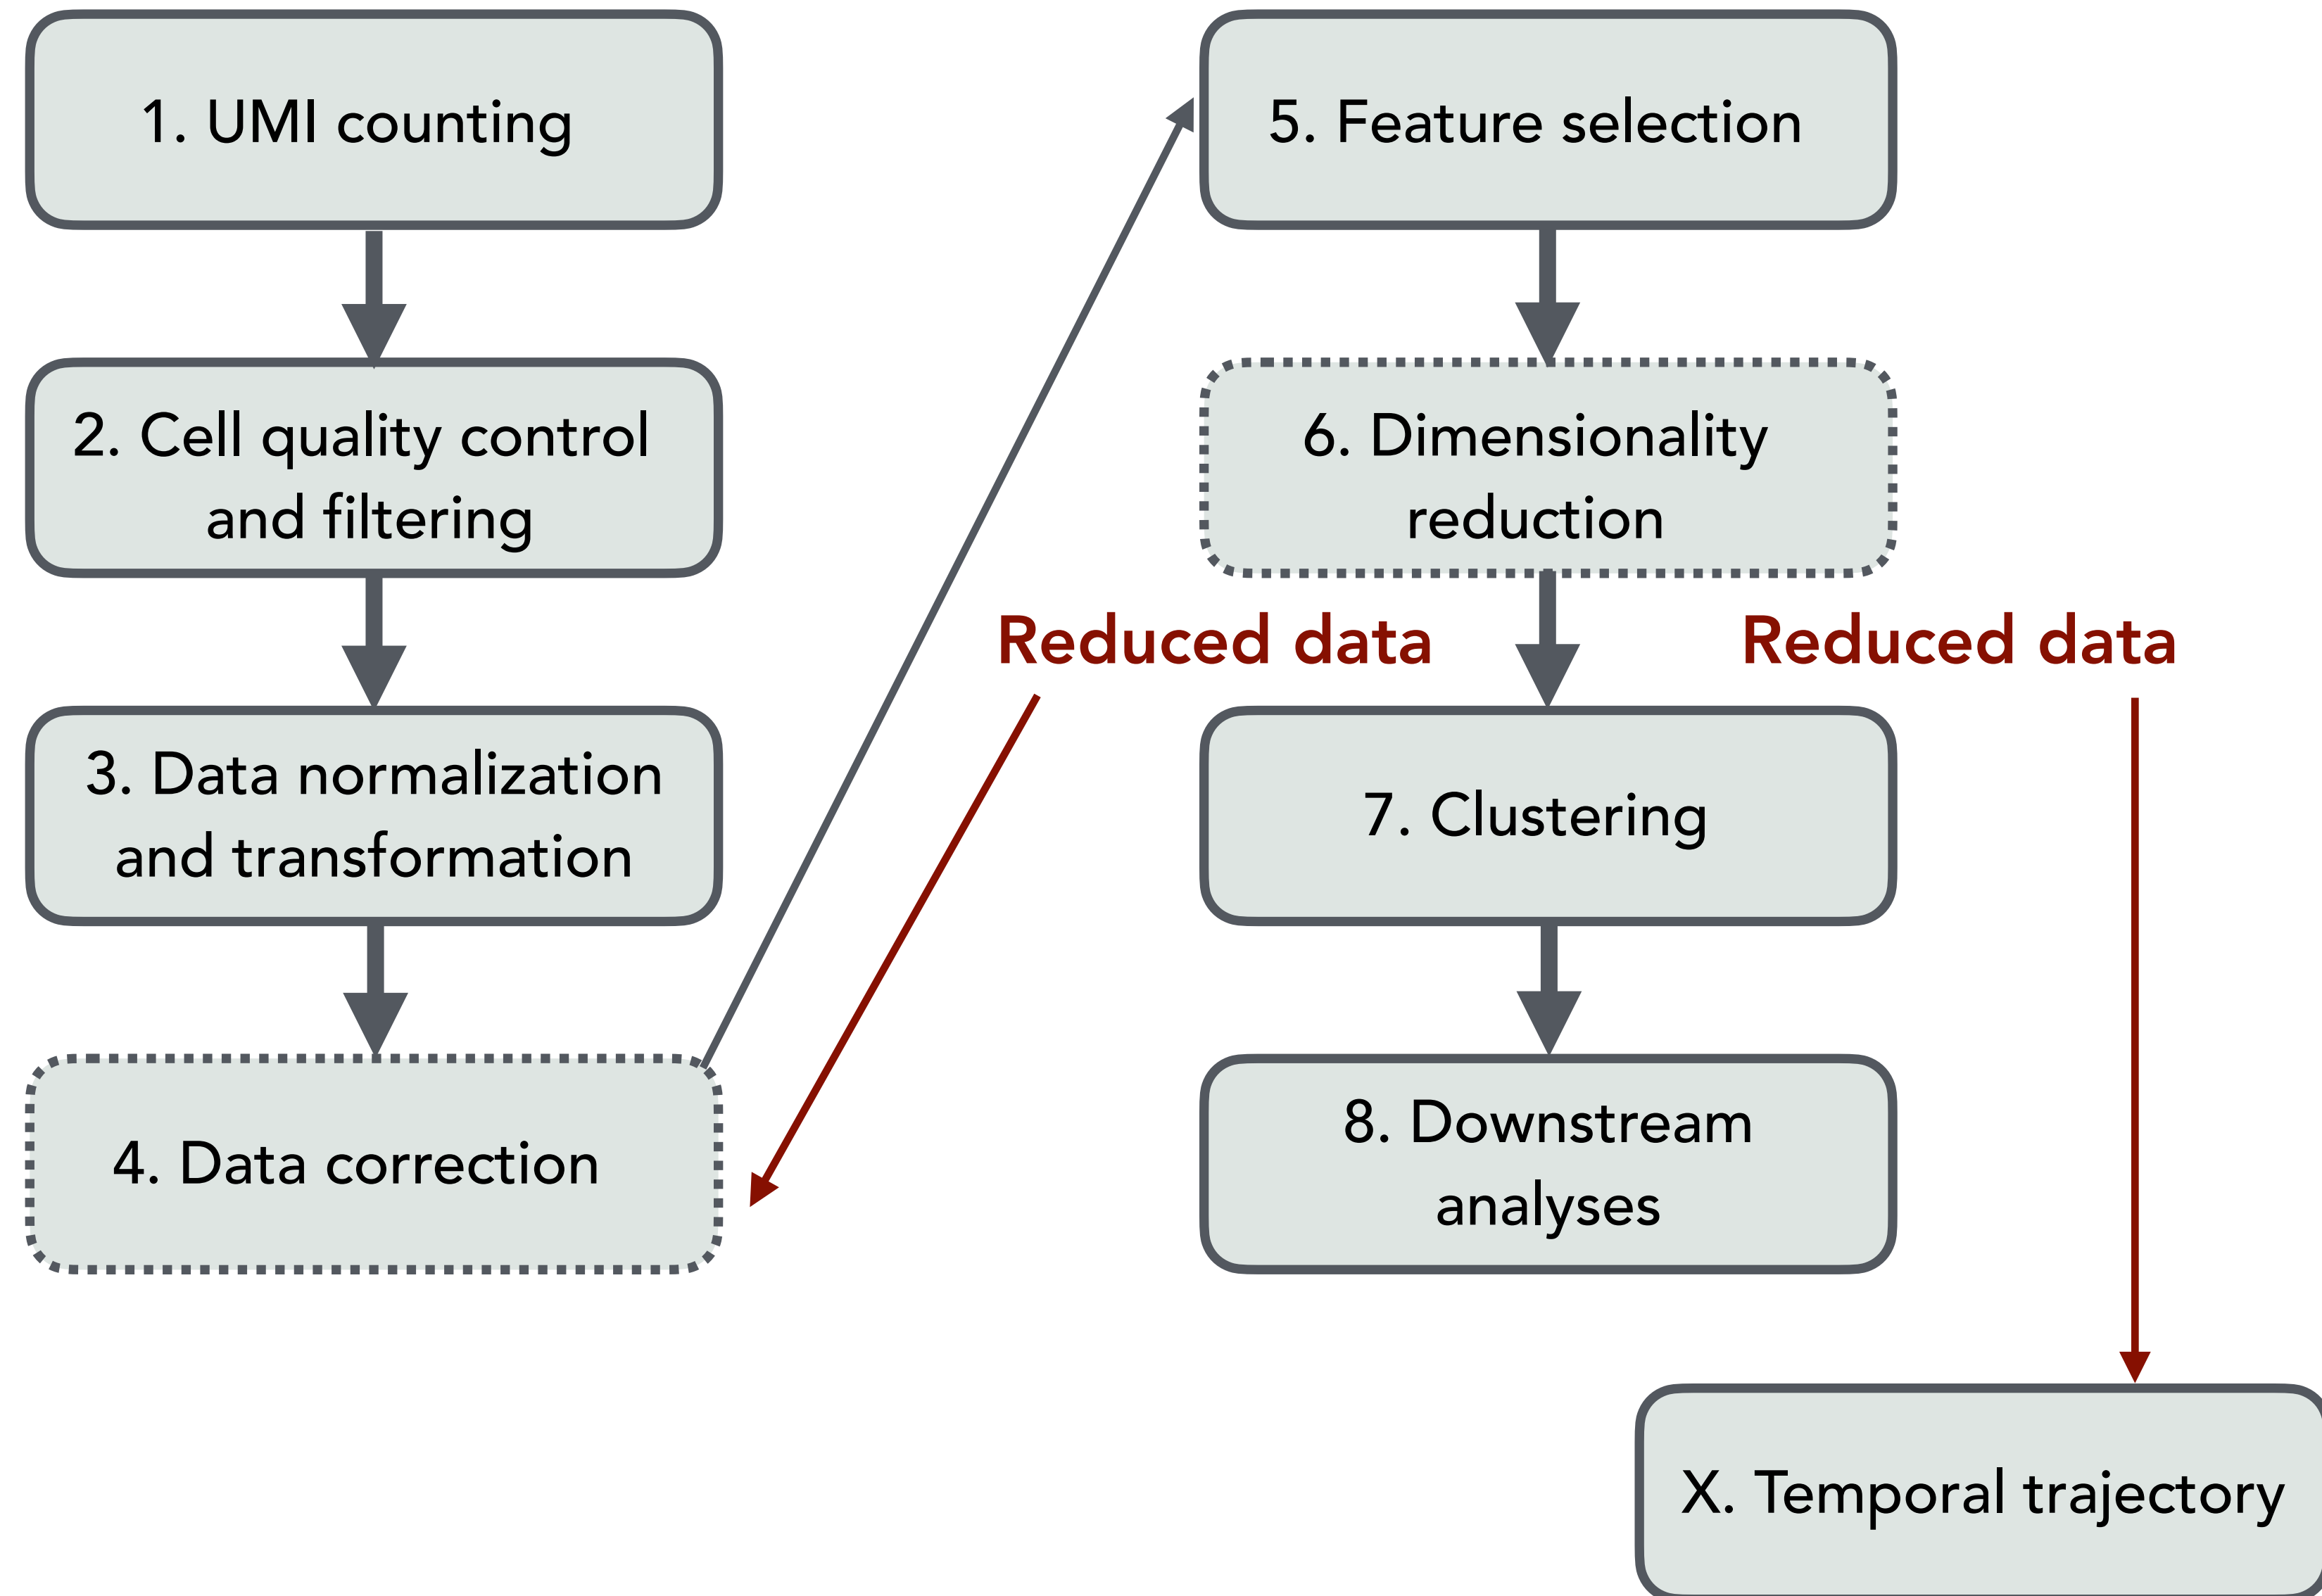 1. UMI counting
2. Cell quality control
and filtering
3. Data normalization
and transformation
4. Data correction
5. Feature selection
6. Dimensionality
reduction
Reduced data
Reduced data
7. Clustering
8. Downstream
analyses
X. Temporal trajectory